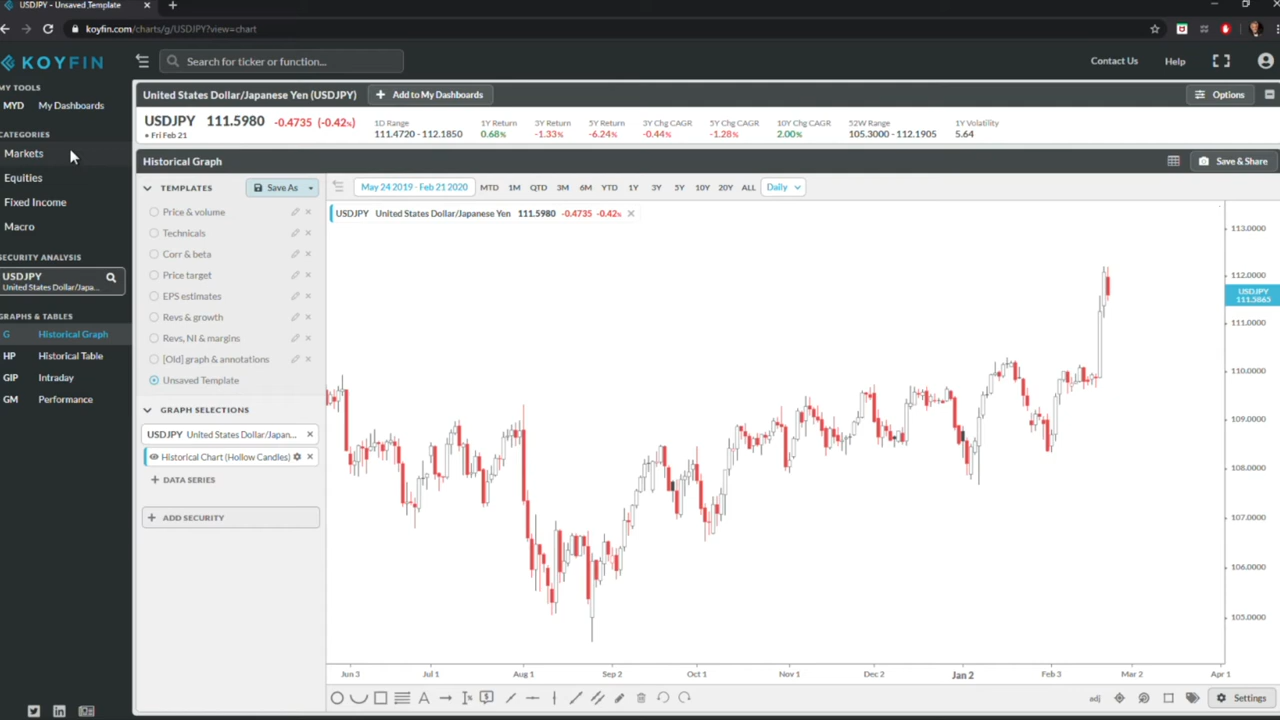 USDJPY - Unsaved Template
koyfin.com/charts/g/USDJPY?view=chart
KOYFIN
Search for ticker or function...
Contact Us
Help
MY TOOLS
MYD My Dashboards
CATEGORIES
Markets
Equities
Fixed Income
Macro
SECURITY ANALYSIS
USDJPY
United States Dollar/Japa...
GRAPHS & TABLES
G Historical Graph
HP Historical Table
GIP Intraday
GM Performance
United States Dollar/Japanese Yen (USDJPY)
+ Add to My Dashboards
Options
USDJPY 111.5980 -0.4735 (-0.42%)
• Fri Feb 21
1D Range
111.4720 - 112.1850
1Y Return
0.68%
3Y Return
-1.33%
5Y Return
-6.24%
3Y Chg CAGR
-0.44%
5Y Chg CAGR
-1.28%
10Y Chg CAGR
2.00%
52W Range
105.3000 - 112.1905
1Y Volatility
5.64
Historical Graph
Save & Share
TEMPLATES
Save As
Price & volume
Technicals
Corr & beta
Price target
EPS estimates
Revs & growth
Revs, NI & margins
[Old] graph & annotations
Unsaved Template
GRAPH SELECTIONS
USDJPY United States Dollar/Japan...
Historical Chart (Hollow Candles)
+ DATA SERIES
+ ADD SECURITY
May 24 2019 - Feb 21 2020 MTD 1M QTD 3M 6M YTD 1Y 3Y 5Y 10Y 20Y ALL Daily
USDJPY United States Dollar/Japanese Yen 111.5980 -0.4735 -0.42%
113.0000
112.0000
USDJPY
111.5865
111.0000
110.0000
109.0000
108.0000
107.0000
106.0000
105.0000
Jun 3 Jul 1 Aug 1 Sep 2 Oct 1 Nov 1 Dec 2 Jan 2 Feb 3 Mar 2 Apr 1
A
adj
Settings